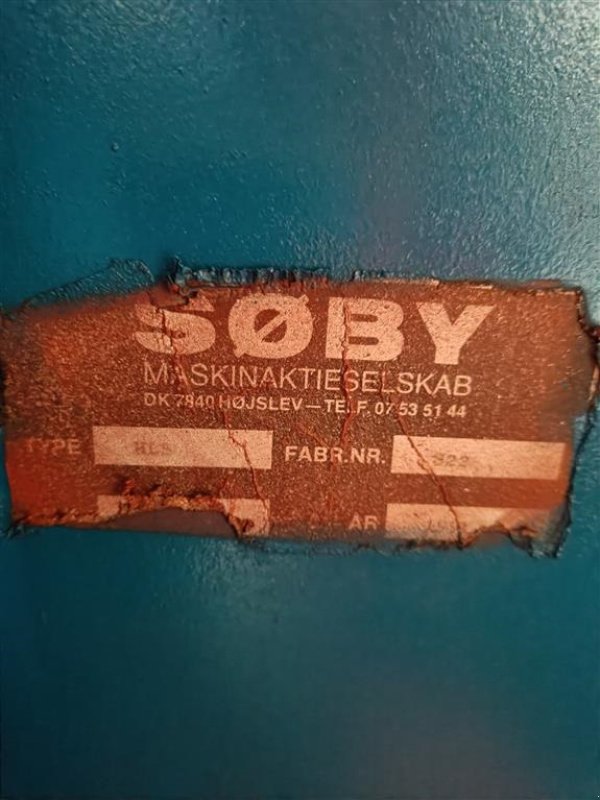 SØBY
MASKINAKTIESELSKAB
DK 7840 HØJSLEV — TELF. 07 53 51 44
TYPE FABR.NR.
ÅR